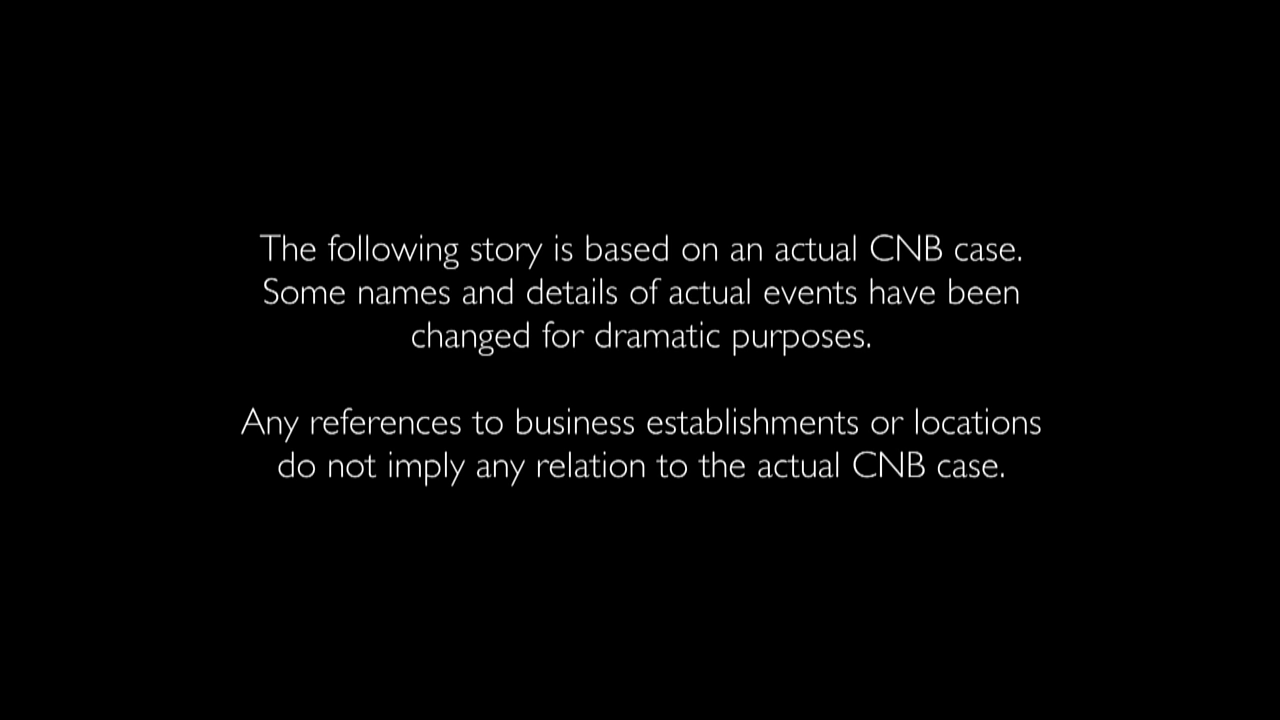 The following story is based on an actual CNB case.
Some names and details of actual events have been
changed for dramatic purposes.
Any references to business establishments or locations
do not imply any relation to the actual CNB case.